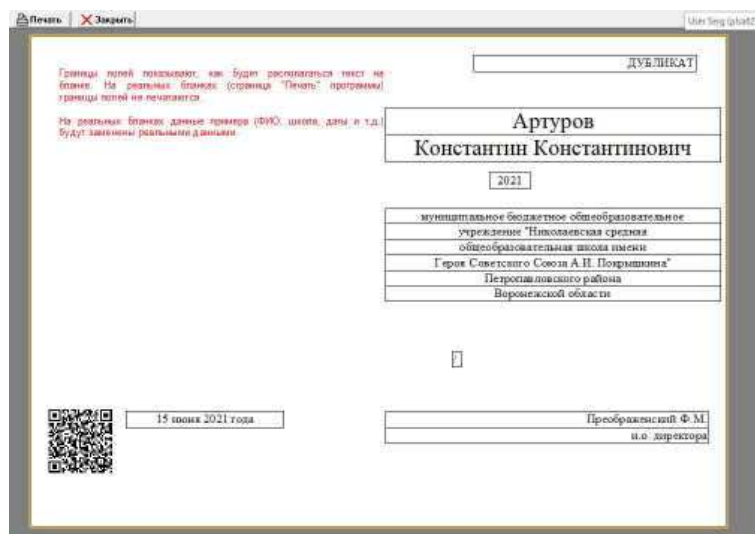 Печать
Закрыть
User Serg
ДУБЛИКАТ
Границы полей показывают, как будет располагаться текст на
бланке. На реальных бланках (страница "Печать" программы)
границы полей не печатаются.
На реальных бланках данные примера (ФИО, школа, даты и т.д.)
будут заменены реальными данными.
Артуров
Константин Константинович
2021
муниципальное бюджетное общеобразовательное
учреждение "Николаевская средняя
общеобразовательная школа имени
Героя Советского Союза А.И. Покрышкина"
Петропавловского района
Воронежской области
/
15 июня 2021 года
Преображенский Ф.М.
и.о. директора